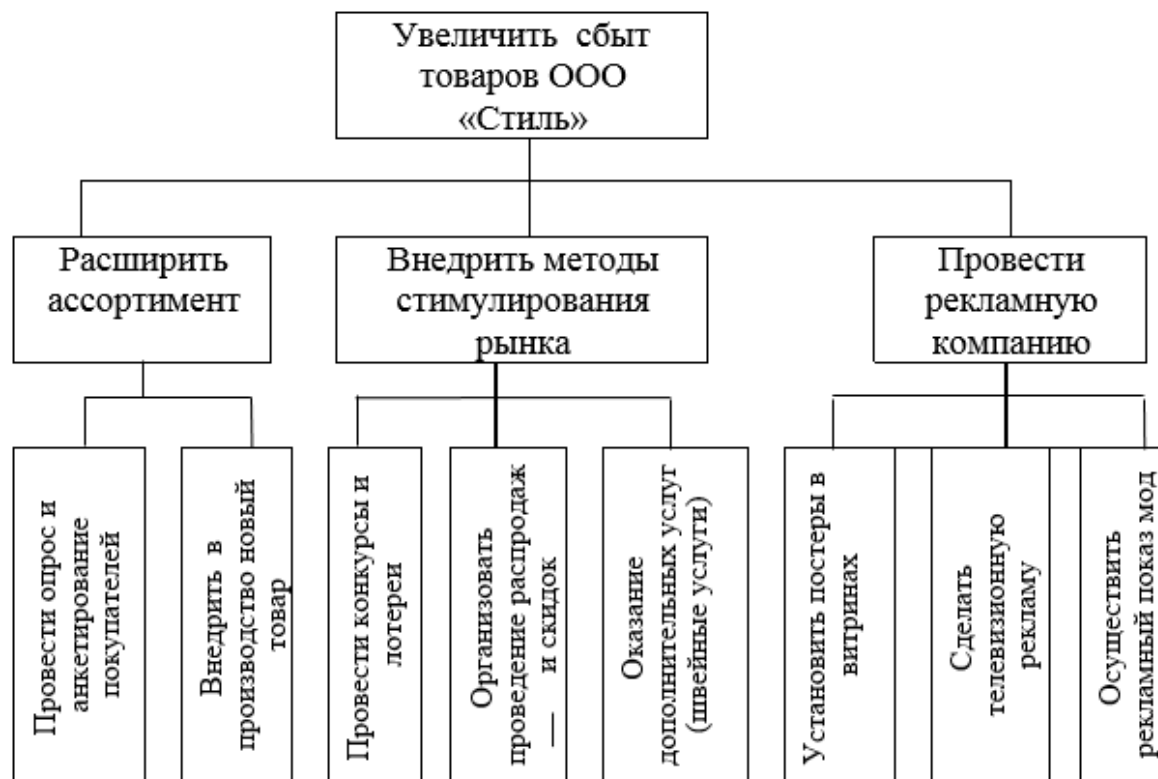 Увеличить сбыт
товаров ООО
«Стиль»
Расширить
ассортимент
Внедрить методы
стимулирования
рынка
Провести
рекламную
компанию
Провести опрос и
анкетирование
покупателей
Внедрить в
производство новый
товар
Провести конкурсы и
лотереи
Организовать
проведение распродаж
— и скидок
Оказание
дополнительных услуг
(швейные услуги)
Установить постеры в
витринах
Сделать
телевизионную
рекламу
Осуществить
рекламный показ мод